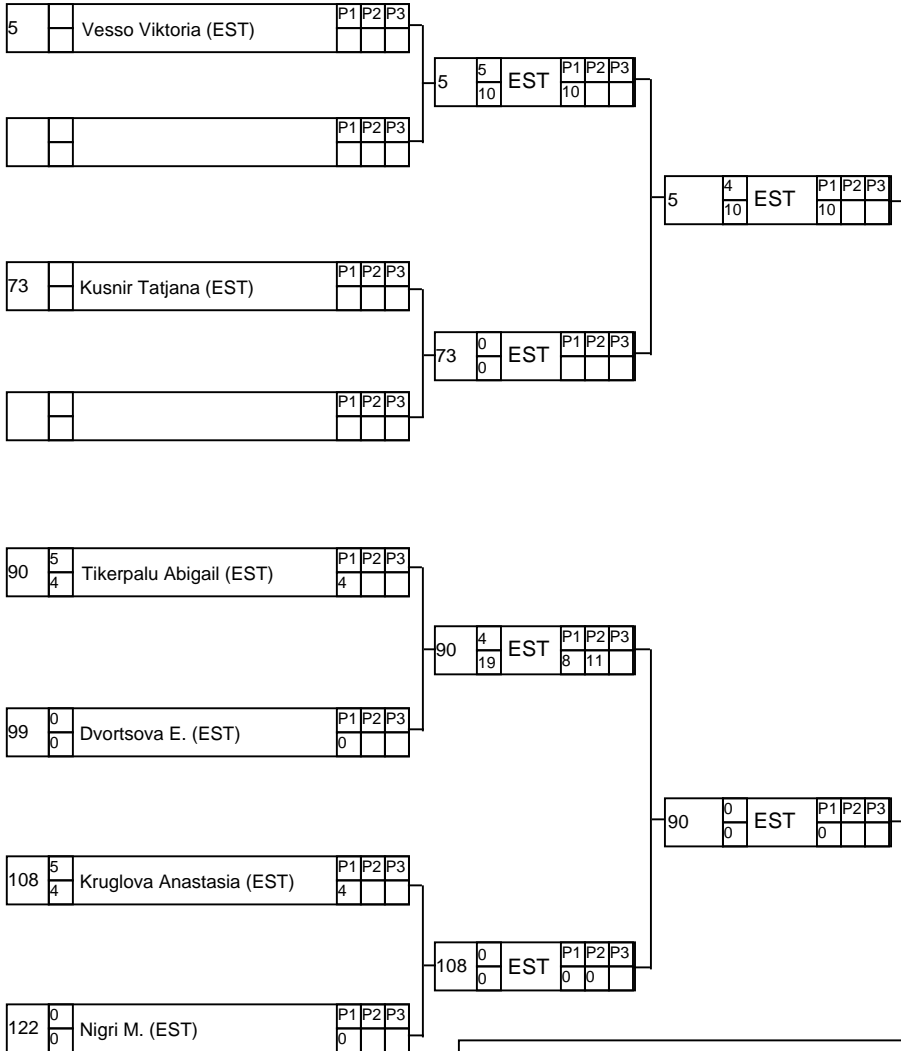 5 Vesso Viktoria (EST) P1 P2 P3
5 5 10 EST P1 P2 P3 10
P1 P2 P3
5 4 10 EST P1 P2 P3 10
73 Kusnir Tatjana (EST) P1 P2 P3
73 0 0 EST P1 P2 P3
P1 P2 P3
90 5 4 Tikerpalu Abigail (EST) P1 P2 P3 4
90 4 19 EST P1 P2 P3 8 11
99 0 0 Dvortsova E. (EST) P1 P2 P3 0
90 0 0 EST P1 P2 P3 0
108 5 4 Kruglova Anastasia (EST) P1 P2 P3 4
108 0 0 EST P1 P2 P3 0 0
122 0 0 Nigri M. (EST) P1 P2 P3 0